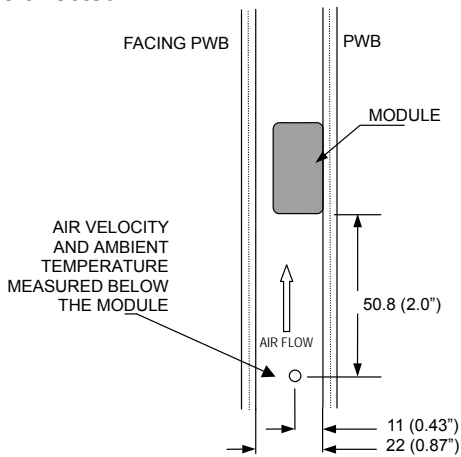 FACING PWB
PWB
MODULE
AIR VELOCITY
AND AMBIENT
TEMPERATURE
MEASURED BELOW
THE MODULE
50.8 (2.0”)
AIR FLOW
11 (0.43”)
22 (0.87”)